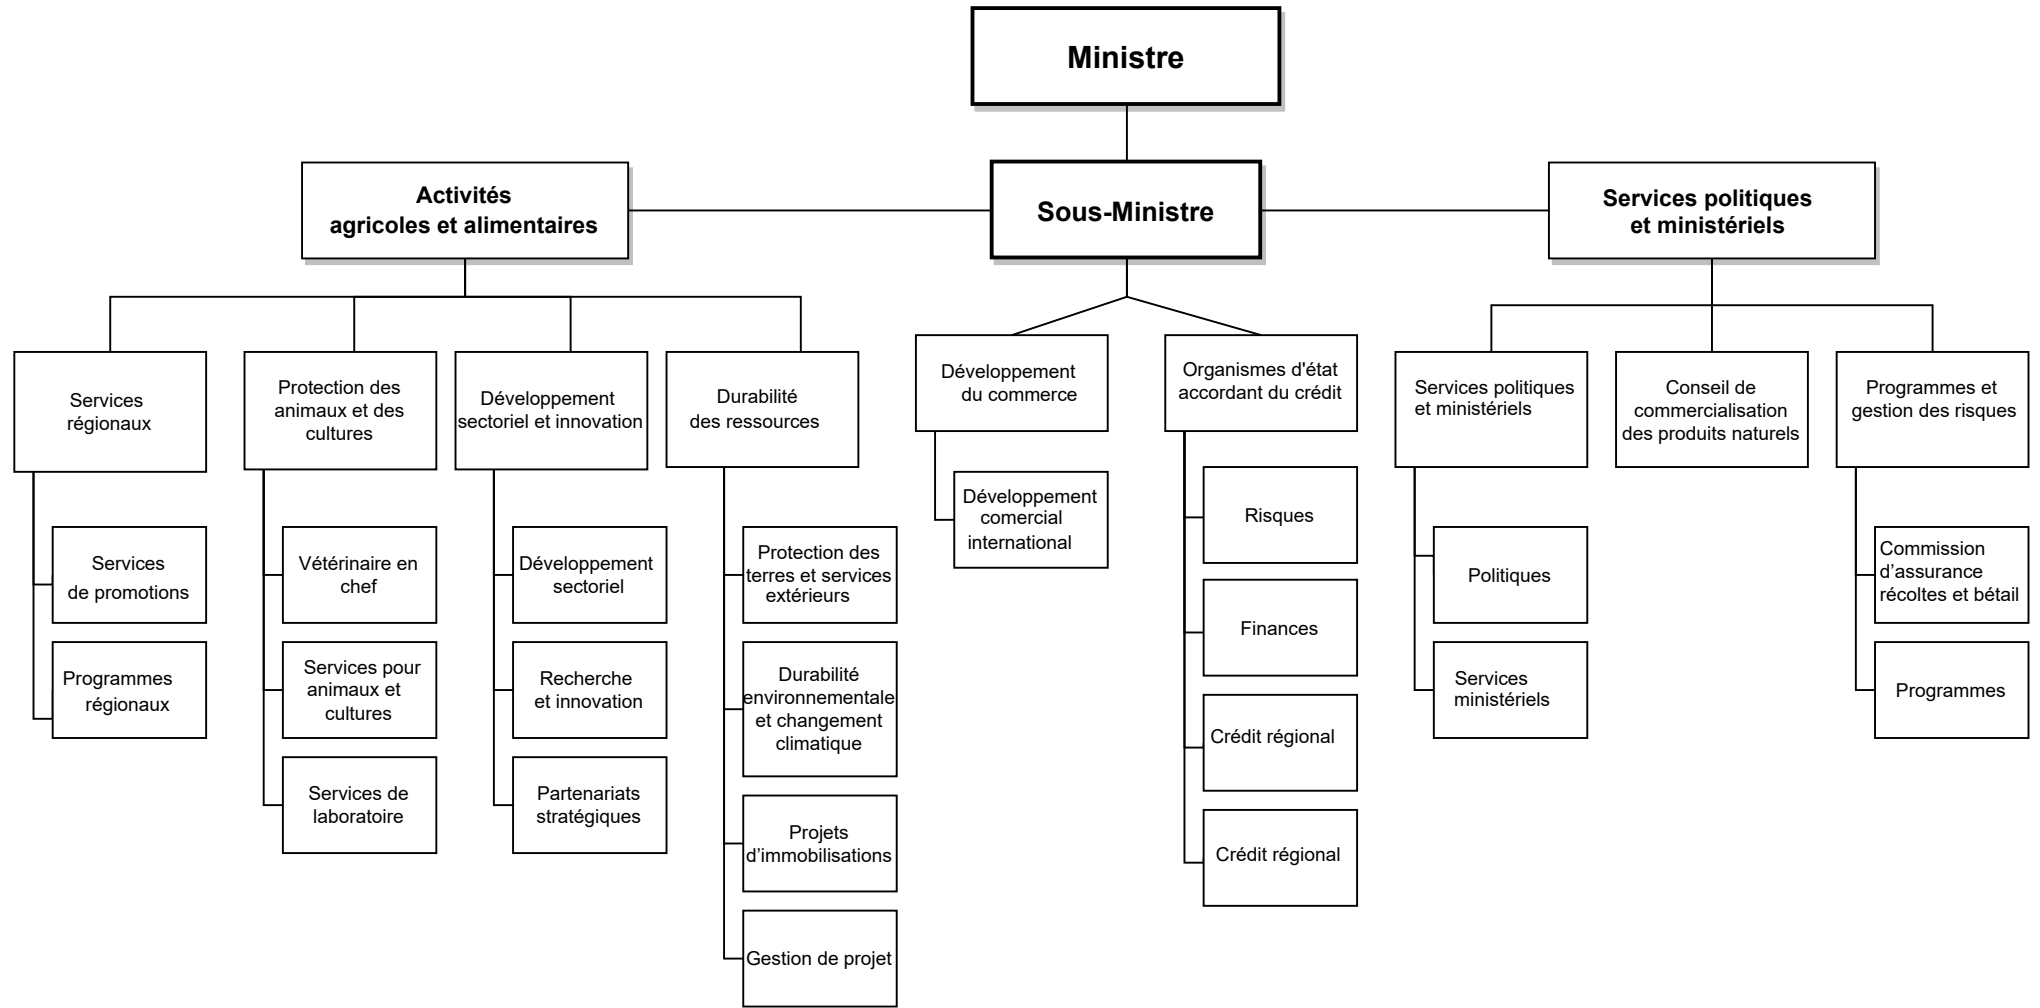 Ministre
Activités
agricoles et alimentaires
Sous-Ministre
Services politiques
et ministériels
Services
régionaux
Protection des
animaux et des
cultures
Développement
sectoriel et innovation
Durabilité
des ressources
Développement
du commerce
Organismes d'état
accordant du crédit
Services politiques
et ministériels
Conseil de
commercialisation
des produits naturels
Programmes et
gestion des risques
Services
de promotions
Programmes
régionaux
Vétérinaire en
chef
Services pour
animaux et
cultures
Services de
laboratoire
Développement
sectoriel
Recherche
et innovation
Partenariats
stratégiques
Protection des
terres et services
extérieurs
Durabilité
environnementale
et changement
climatique
Projets
d’immobilisations
Gestion de projet
Développement
comercial
international
Risques
Finances
Crédit régional
Crédit régional
Politiques
Services
ministériels
Commission
d’assurance
récoltes et bétail
Programmes